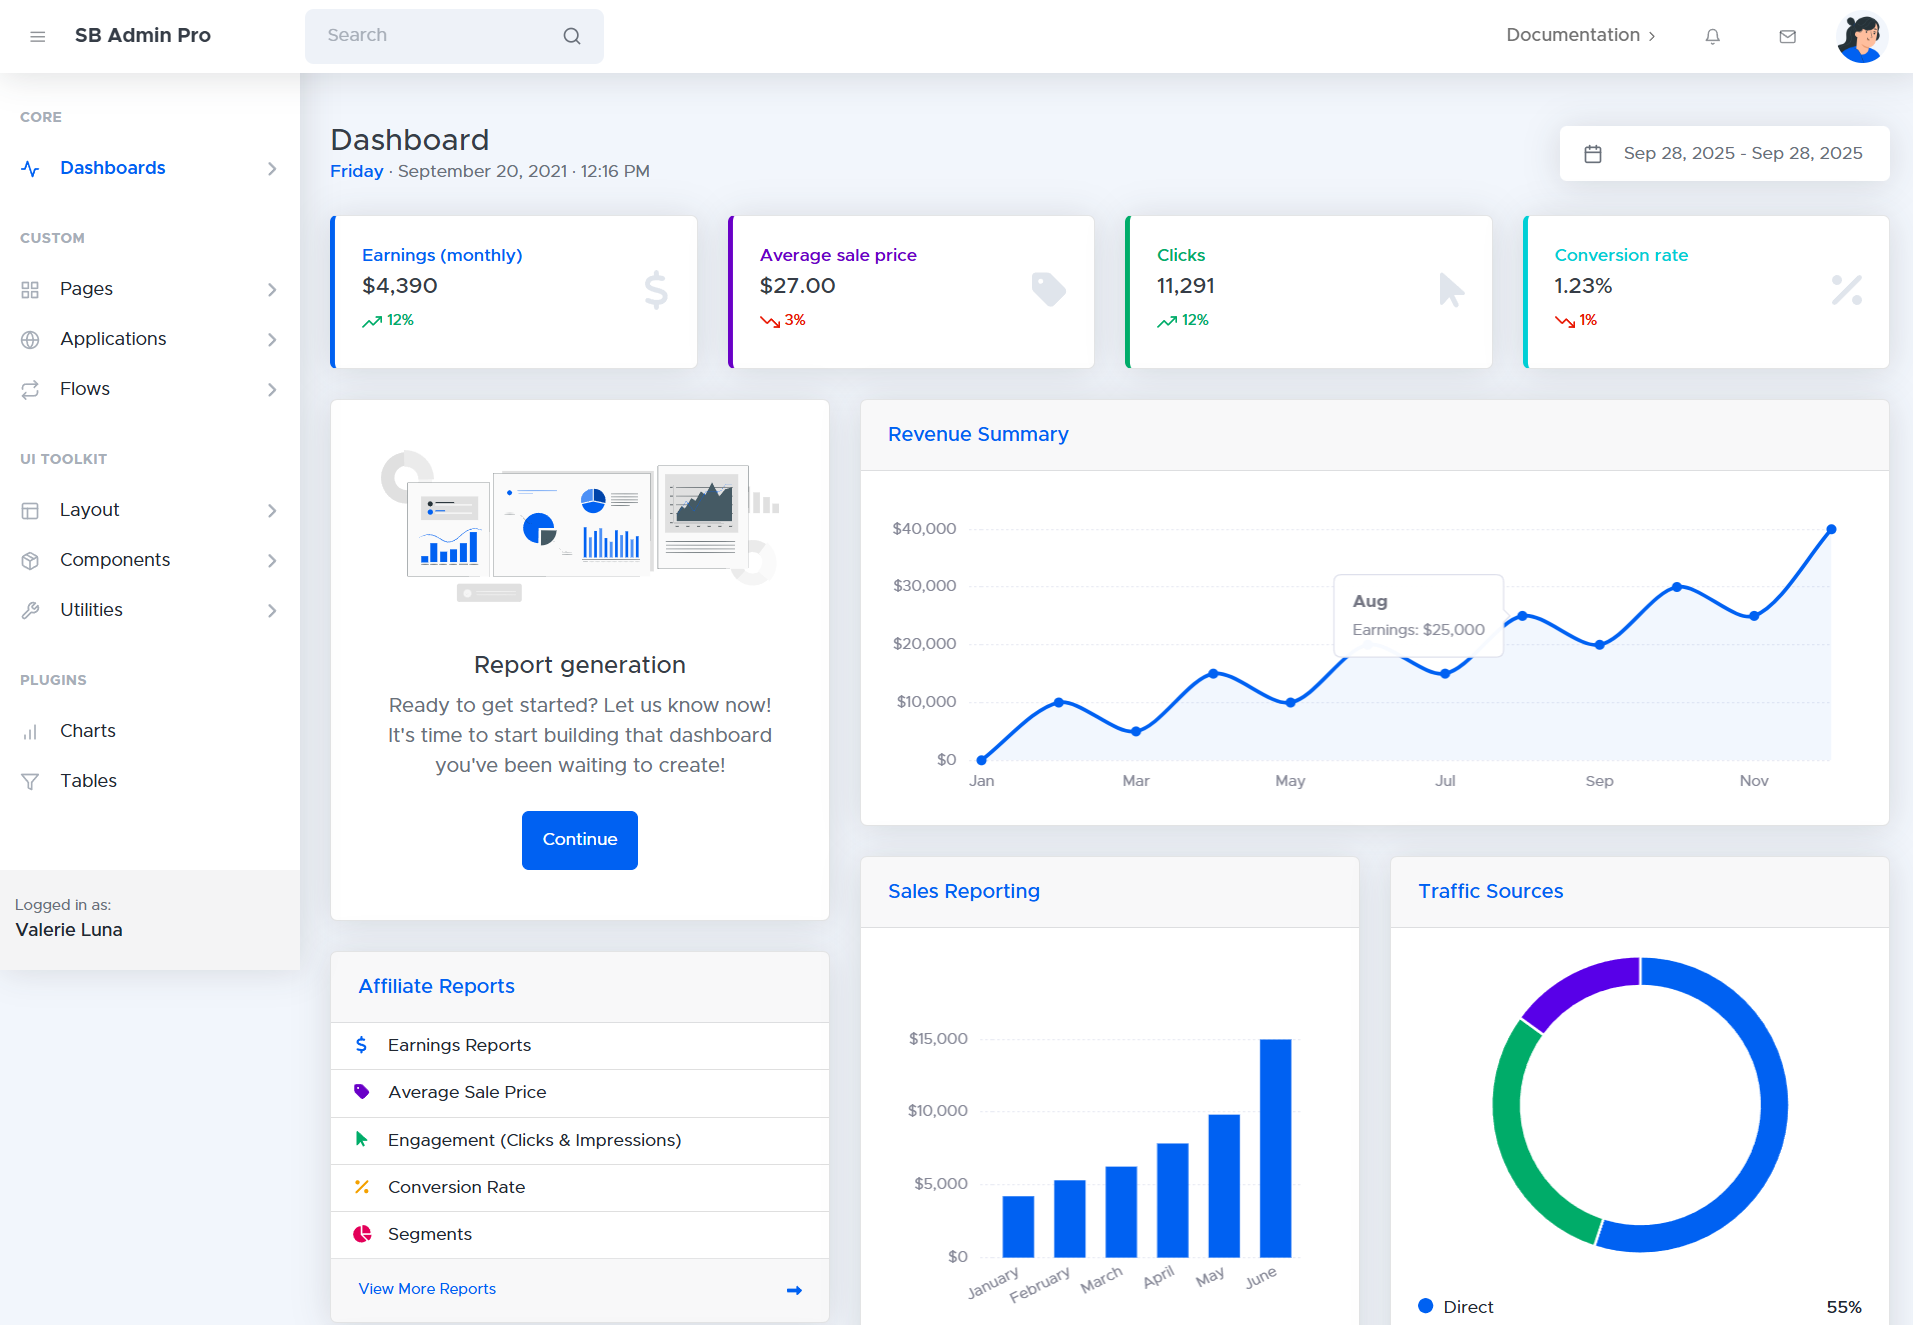 SB Admin Pro
Search
Documentation
CORE
Dashboards
CUSTOM
Pages
Applications
Flows
UI TOOLKIT
Layout
Components
Utilities
PLUGINS
Charts
Tables
Logged in as:
Valerie Luna
Dashboard
Friday · September 20, 2021 · 12:16 PM
Sep 28, 2025 - Sep 28, 2025
Earnings (monthly)
$4,390
12%
Average sale price
$27.00
3%
Clicks
11,291
12%
Conversion rate
1.23%
1%
Report generation
Ready to get started? Let us know now!
It's time to start building that dashboard
you've been waiting to create!
Continue
Affiliate Reports
Earnings Reports
Average Sale Price
Engagement (Clicks & Impressions)
Conversion Rate
Segments
View More Reports
Revenue Summary
$40,000
$30,000
$20,000
$10,000
$0
Aug
Earnings: $25,000
Jan Mar May Jul Sep Nov
Sales Reporting
$15,000
$10,000
$5,000
$0
January February March April May June
Traffic Sources
Direct 55%